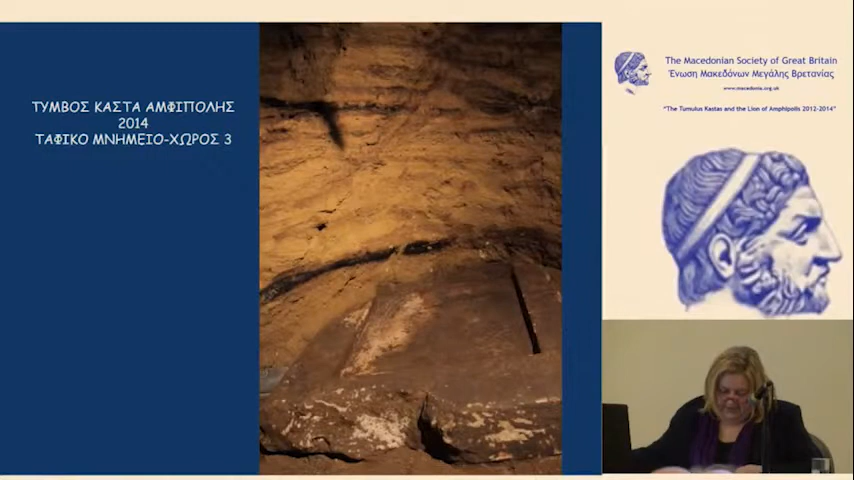 ΤΥΜΒΟΣ ΚΑΣΤΑ ΑΜΦΙΠΟΛΗΣ
2014
ΤΑΦΙΚΟ ΜΝΗΜΕΙΟ-ΧΩΡΟΣ 3
The Macedonian Society of Great Britain
Ένωση Μακεδόνων Μεγάλης Βρετανίας
www.macedonia.org.uk
"The Tumulus Kastas and the Lion of Amphipolis 2012-2014"